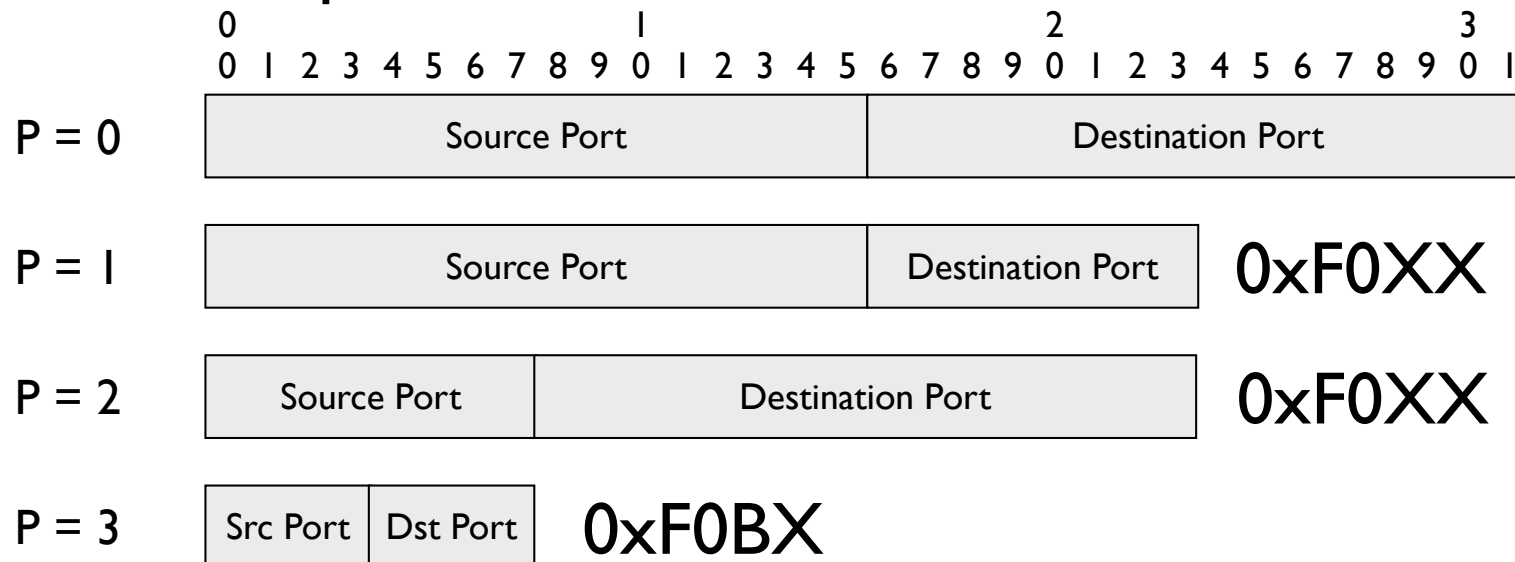 0 1 2 3
0 1 2 3 4 5 6 7 8 9 0 1 2 3 4 5 6 7 8 9 0 1 2 3 4 5 6 7 8 9 0 1
P = 0 Source Port Destination Port
P = 1 Source Port Destination Port 0xF0XX
P = 2 Source Port Destination Port 0xF0XX
P = 3 Src Port Dst Port 0xF0BX